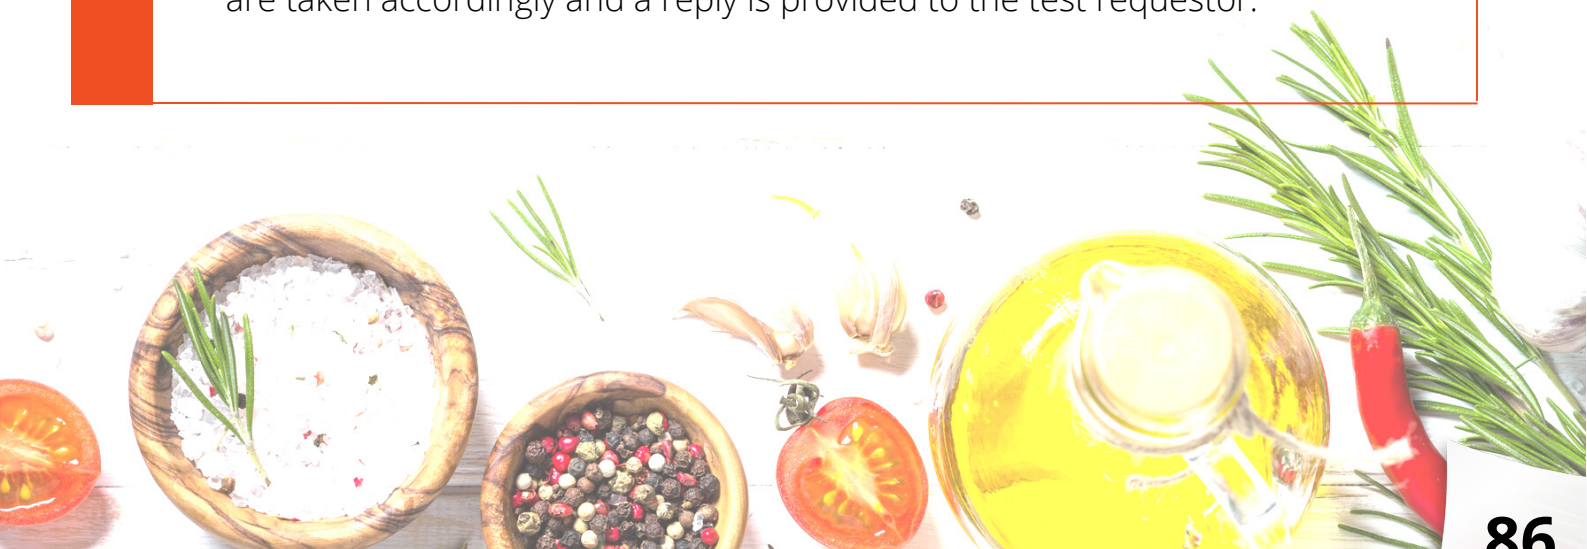 are taken accordingly and a reply is provided to the test requestor.
86